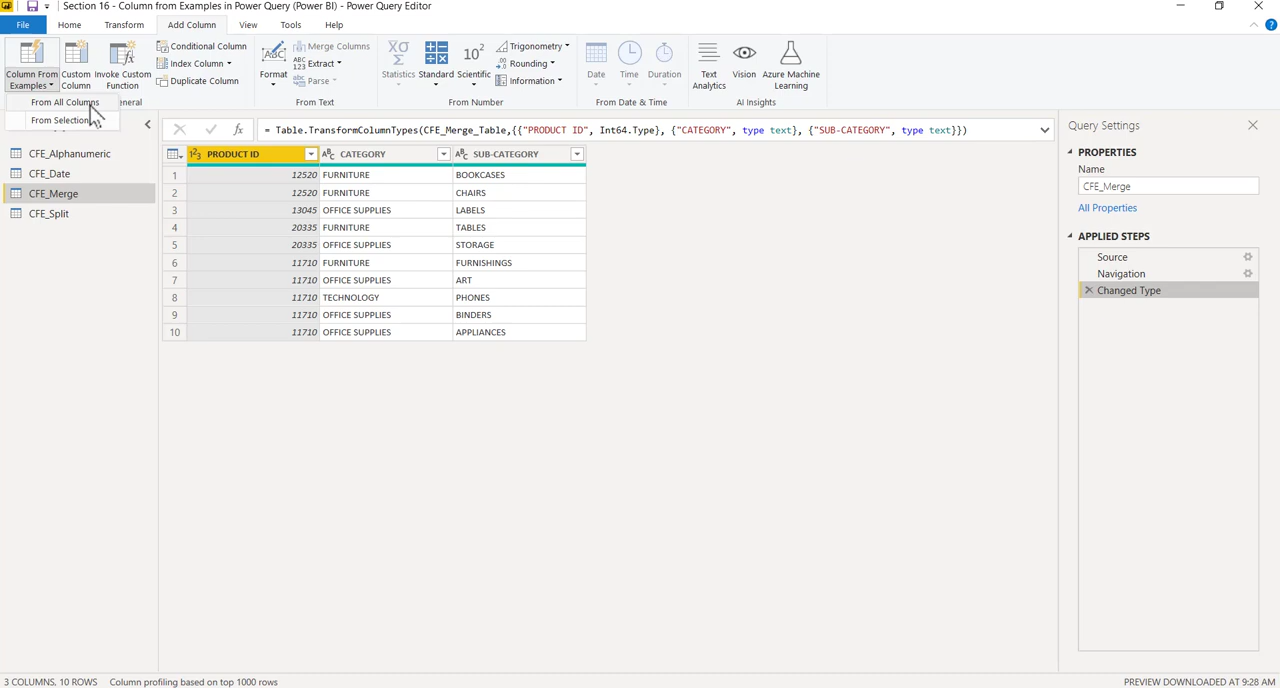 Section 16 - Column from Examples in Power Query (Power BI) - Power Query Editor
File Home Transform Add Column View Tools Help
Column From Examples
Custom Column
Invoke Custom Function
Conditional Column
Index Column
Duplicate Column
Format
Merge Columns
Extract
Parse
Statistics
Standard
Scientific
Trigonometry
Rounding
Information
Date
Time
Duration
Text Analytics
Vision
Azure Machine Learning
From All Columns
From Selection
neral
From Text
From Number
From Date & Time
AI Insights
= Table.TransformColumnTypes(CFE_Merge_Table,{{"PRODUCT ID", Int64.Type}, {"CATEGORY", type text}, {"SUB-CATEGORY", type text}})
CFE_Alphanumeric
CFE_Date
CFE_Merge
CFE_Split
PRODUCT ID CATEGORY SUB-CATEGORY
1 12520 FURNITURE BOOKCASES
2 12520 FURNITURE CHAIRS
3 13045 OFFICE SUPPLIES LABELS
4 20335 FURNITURE TABLES
5 20335 OFFICE SUPPLIES STORAGE
6 11710 FURNITURE FURNISHINGS
7 11710 OFFICE SUPPLIES ART
8 11710 TECHNOLOGY PHONES
9 11710 OFFICE SUPPLIES BINDERS
10 11710 OFFICE SUPPLIES APPLIANCES
Query Settings
PROPERTIES
Name
CFE_Merge
All Properties
APPLIED STEPS
Source
Navigation
Changed Type
3 COLUMNS, 10 ROWS Column profiling based on top 1000 rows
PREVIEW DOWNLOADED AT 9:28 AM